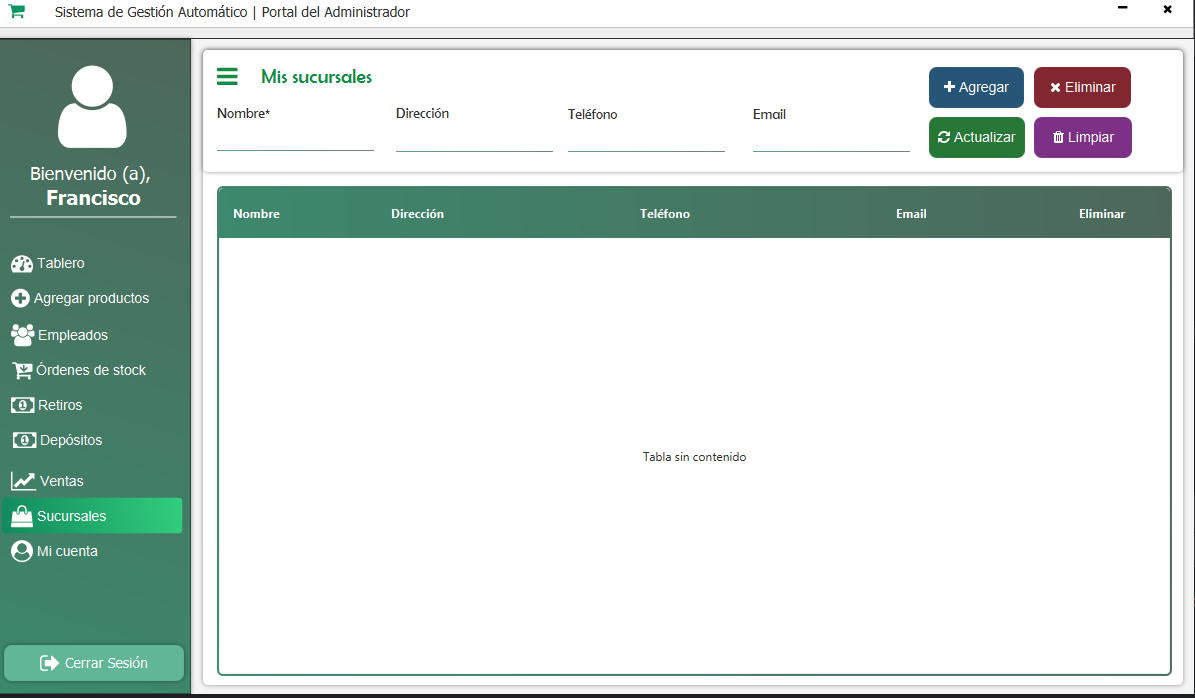 Sistema de Gestión Automático | Portal del Administrador
Bienvenido (a),
Francisco
Tablero
Agregar productos
Empleados
Órdenes de stock
Retiros
Depósitos
Ventas
Sucursales
Mi cuenta
Cerrar Sesión
Mis sucursales
Nombre*
Dirección
Teléfono
Email
Agregar
Eliminar
Actualizar
Limpiar
Nombre Dirección Teléfono Email Eliminar
Tabla sin contenido